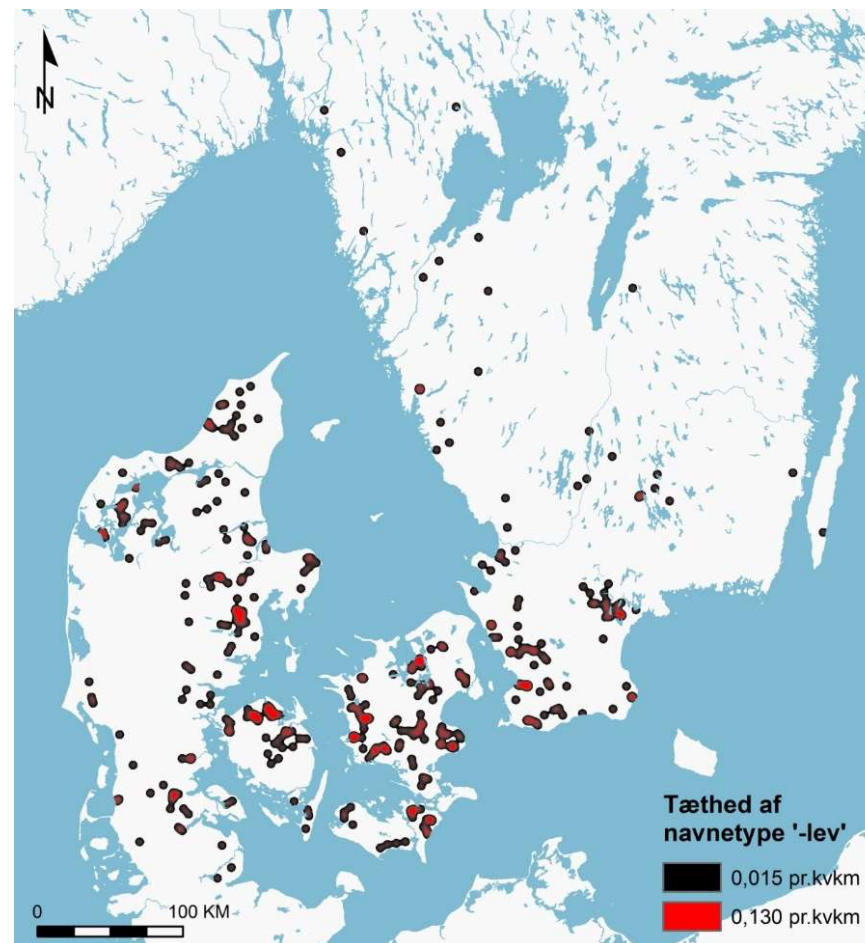 N
Tæthed af
navnetype '-lev'
0,015 pr.kvkm
0,130 pr.kvkm
0 100 KM